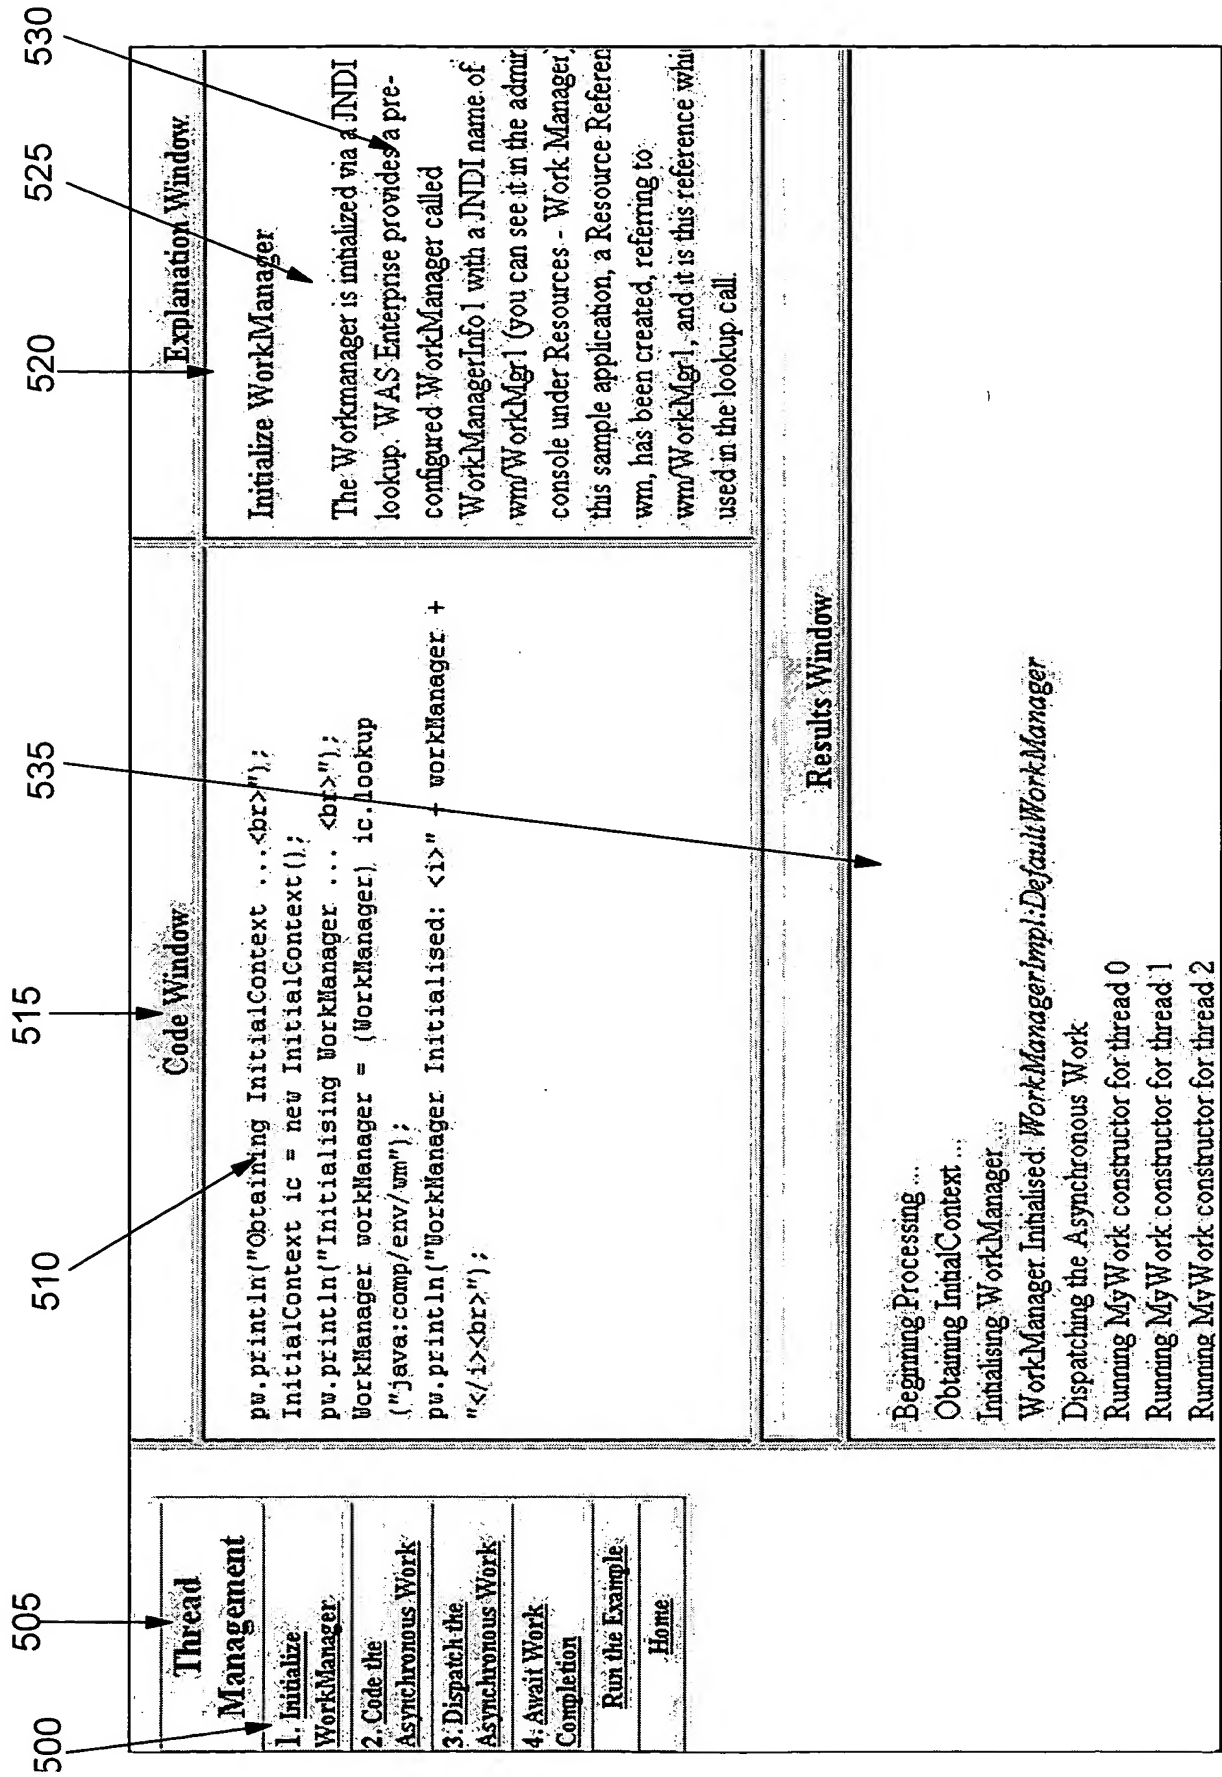 500
505
510
515
535
520
525
530
Thread
Management
1. Initialize
WorkManager
2. Code the
Asynchronous Work
3. Dispatch the
Asynchronous Work
4. Await Work
Completion
Run the Example
Home
Code Window
pw.println("Obtaining InitialContext ...<br>");
InitialContext ic = new InitialContext();
pw.println("Initialising WorkManager ... <br>");
WorkManager workManager = (WorkManager) ic.lookup
("java:comp/env/wm");
pw.println("WorkManager Initialised: <i>" + workManager +
"</i><br>");
Explanation Window
Initialize WorkManager
The Workmanager is initialized via a JNDI
lookup. WAS Enterprise provides a pre-
configured WorkManager called
WorkManagerInfo1 with a JNDI name of
wm/WorkMgr1 (you can see it in the admin
console under Resources - Work Manager
this sample application, a Resource Referen
wm, has been created, referring to
wm/WorkMgr1, and it is this reference whi
used in the lookup call.
Results Window
Beginning Processing ...
Obtaining InitialContext ...
Initialising WorkManager ...
WorkManager Initialised: WorkManagerImpl:DefaultWorkManager
Dispatching the Asynchronous Work
Running MyWork constructor for thread 0
Running MyWork constructor for thread 1
Running MyWork constructor for thread 2